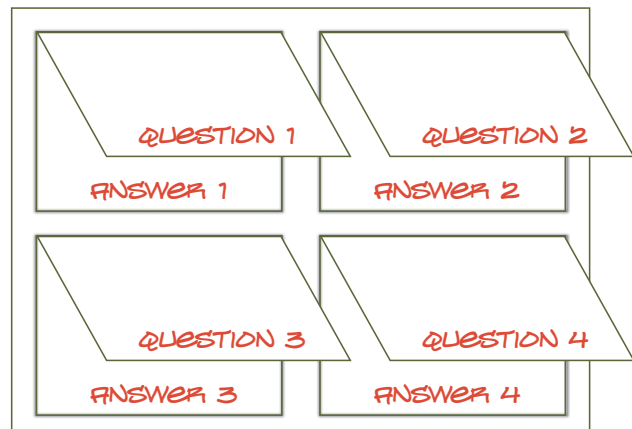 QUESTION 1
QUESTION 2
ANSWER 1
ANSWER 2
QUESTION 3
QUESTION 4
ANSWER 3
ANSWER 4